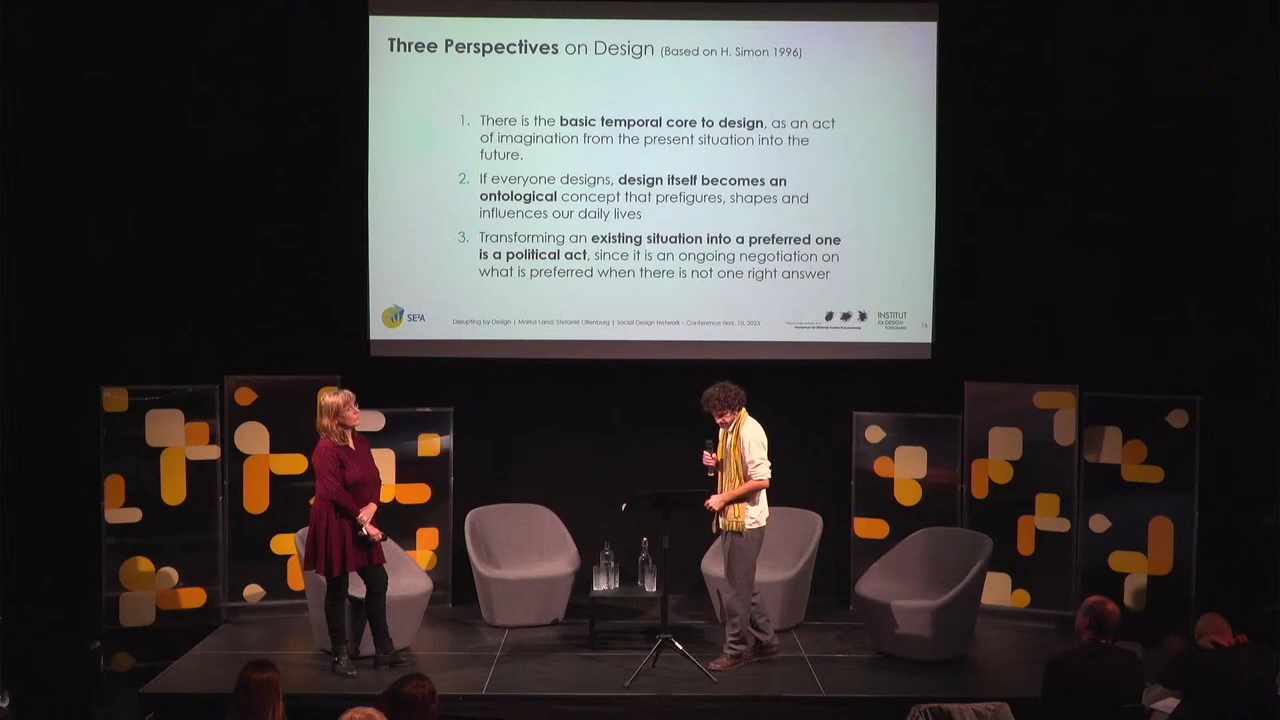 Three Perspectives on Design (Based on H. Simon 1996)
1. There is the basic temporal core to design, as an act
of imagination from the present situation into the
future.
2. If everyone designs, design itself becomes an
ontological concept that prefigures, shapes and
influences our daily lives
3. Transforming an existing situation into a preferred one
is a political act, since it is an ongoing negotiation on
what is preferred when there is not one right answer
SE²A
Disrupting by Design | Marius Land; Stefanie Ollenburg | Social Design Network – Conference Nov. 10, 2023
INSTITUT
für DESIGN
FORSCHUNG
16